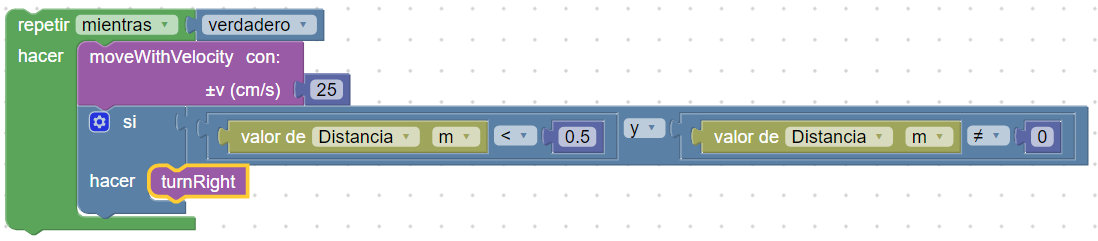 repetir mientras verdadero
hacer moveWithVelocity con:
±v (cm/s) 25
si valor de Distancia m < 0.5 y valor de Distancia m ≠ 0
hacer turnRight